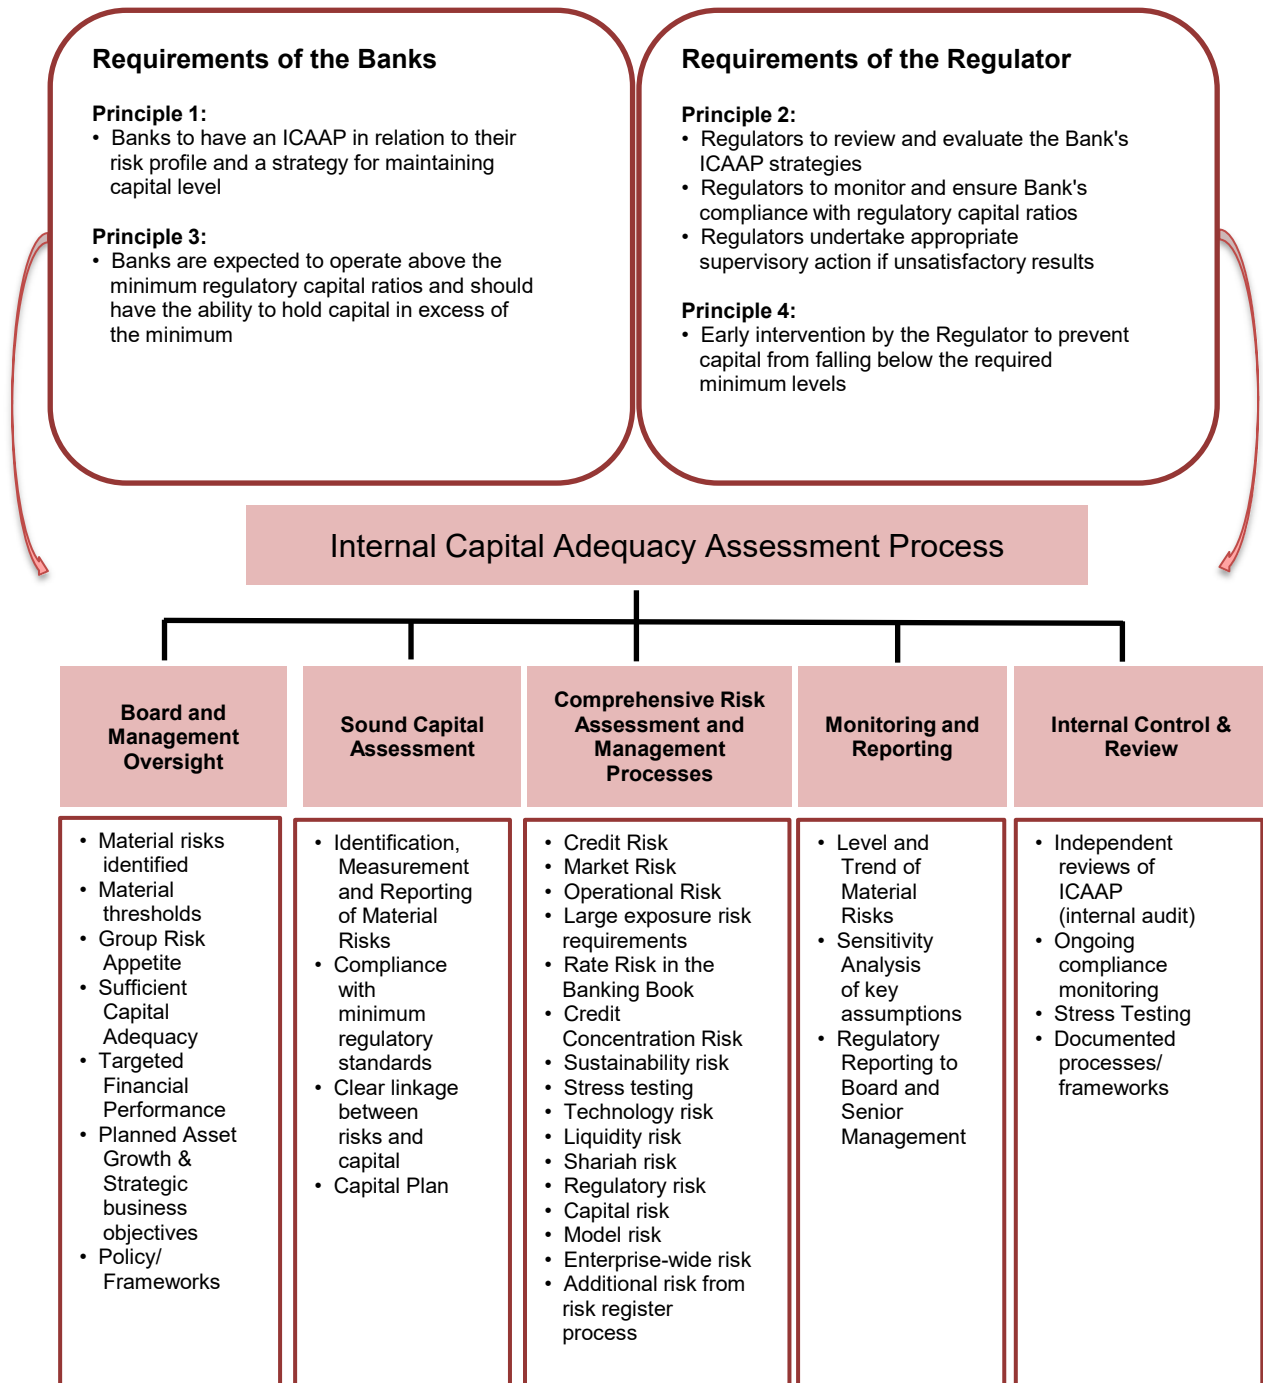 Requirements of the Banks
Principle 1:
• Banks to have an ICAAP in relation to their
risk profile and a strategy for maintaining
capital level
Principle 3:
• Banks are expected to operate above the
minimum regulatory capital ratios and should
have the ability to hold capital in excess of
the minimum
Requirements of the Regulator
Principle 2:
• Regulators to review and evaluate the Bank's
ICAAP strategies
• Regulators to monitor and ensure Bank's
compliance with regulatory capital ratios
• Regulators undertake appropriate
supervisory action if unsatisfactory results
Principle 4:
• Early intervention by the Regulator to prevent
capital from falling below the required
minimum levels
Internal Capital Adequacy Assessment Process
Board and
Management
Oversight
• Material risks
identified
• Material
thresholds
• Group Risk
Appetite
• Sufficient
Capital
Adequacy
• Targeted
Financial
Performance
• Planned Asset
Growth &
Strategic
business
objectives
• Policy/
Frameworks
Sound Capital
Assessment
• Identification,
Measurement
and Reporting
of Material
Risks
• Compliance
with
minimum
regulatory
standards
• Clear linkage
between
risks and
capital
• Capital Plan
Comprehensive Risk
Assessment and
Management
Processes
• Credit Risk
• Market Risk
• Operational Risk
• Large exposure risk
requirements
• Rate Risk in the
Banking Book
• Credit
Concentration Risk
• Sustainability risk
• Stress testing
• Technology risk
• Liquidity risk
• Shariah risk
• Regulatory risk
• Capital risk
• Model risk
• Enterprise-wide risk
• Additional risk from
risk register
process
Monitoring and
Reporting
• Level and
Trend of
Material
Risks
• Sensitivity
Analysis
of key
assumptions
• Regulatory
Reporting to
Board and
Senior
Management
Internal Control &
Review
• Independent
reviews of
ICAAP
(internal audit)
• Ongoing
compliance
monitoring
• Stress Testing
• Documented
processes/
frameworks